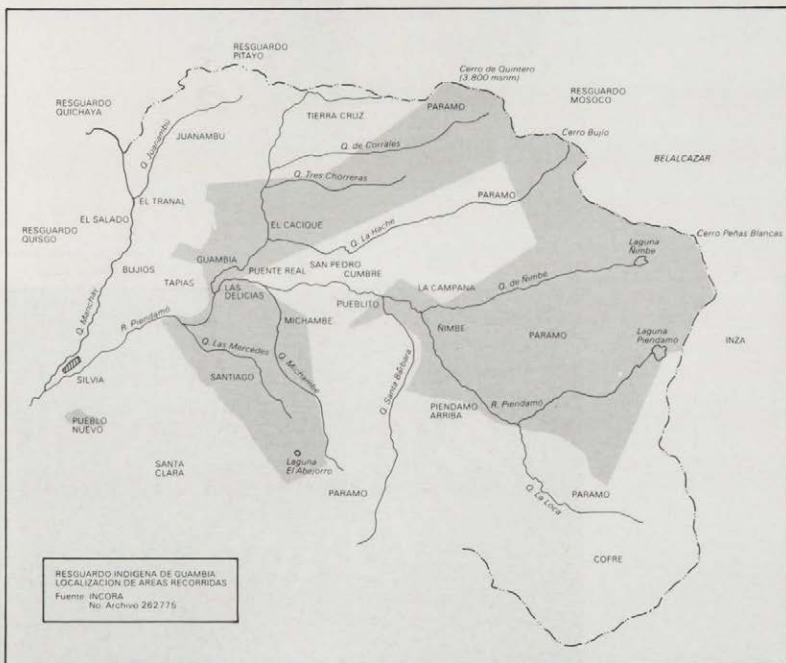 RESGUARDO
PITAYO
Cerro de Quintero
(3.800 msnm)
RESGUARDO
MOSOCO
RESGUARDO
QUICHAYA
Q. Juanambú
JUANAMBU
TIERRA CRUZ
PARAMO
Q. de Corrales
Cerro Bujío
BELALCAZAR
Q. Tres Chorreras
EL TRANAL
EL SALADO
PARAMO
RESGUARDO
QUISGO
EL CACIQUE
Q. La Hache
Cerro Peñas Blancas
GUAMBIA
SAN PEDRO
Laguna
Ñimbe
BUJIOS
PUENTE REAL
CUMBRE
TAPIAS
LAS
DELICIAS
LA CAMPANA
Q. de Ñimbe
Q. Manchay
PUEBLITO
R. Piendamó
MICHAMBE
ÑIMBE
PARAMO
Laguna
Piendamó
INZA
Q. Las Mercedes
Q. Michambe
SILVIA
SANTIAGO
Q. Santa Bárbara
PIENDAMO
ARRIBA
R. Piendamó
PUEBLO
NUEVO
SANTA
CLARA
Laguna
El Abejorro
PARAMO
PARAMO
Q. La Loca
COFRE
RESGUARDO INDIGENA DE GUAMBIA
LOCALIZACION DE AREAS RECORRIDAS
Fuente INCORA
No. Archivo 262775